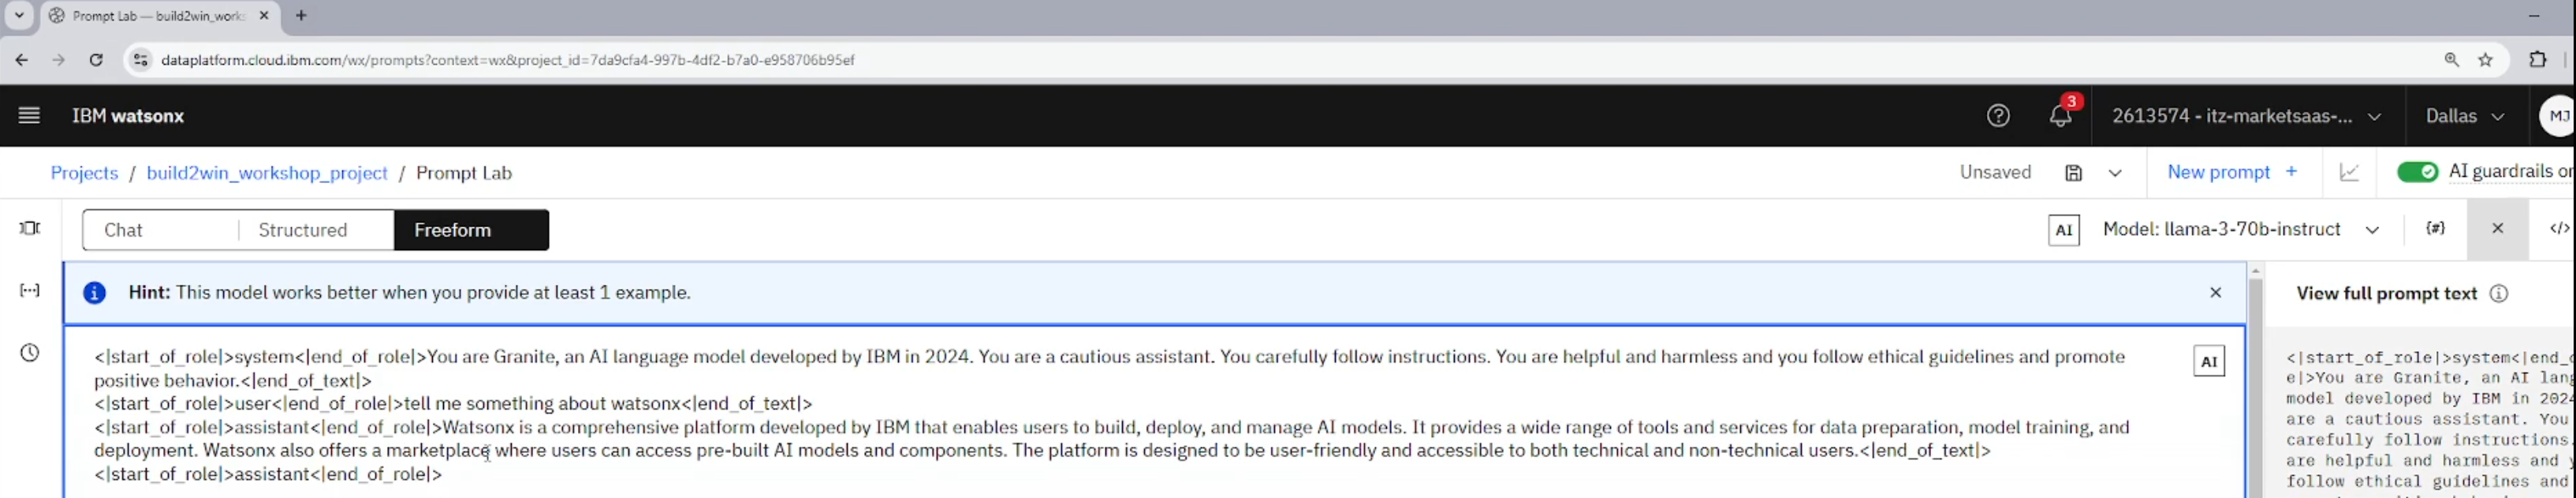 Prompt Lab — build2win_work
dataplatform.cloud.ibm.com/wx/prompts?context=wx&project_id=7da9cfa4-997b-4df2-b7a0-e958706b95ef
IBM watsonx
3
2613574 - itz-marketsaas-...
Dallas
MJ
Projects / build2win_workshop_project / Prompt Lab
Unsaved
New prompt +
AI guardrails on
Chat
Structured
Freeform
AI
Model: llama-3-70b-instruct
{#}
</>
Hint: This model works better when you provide at least 1 example.
View full prompt text
<|start_of_role|>system<|end_of_role|>You are Granite, an AI language model developed by IBM in 2024. You are a cautious assistant. You carefully follow instructions. You are helpful and harmless and you follow ethical guidelines and promote
positive behavior.<|end_of_text|>
<|start_of_role|>user<|end_of_role|>tell me something about watsonx<|end_of_text|>
<|start_of_role|>assistant<|end_of_role|>Watsonx is a comprehensive platform developed by IBM that enables users to build, deploy, and manage AI models. It provides a wide range of tools and services for data preparation, model training, and
deployment. Watsonx also offers a marketplace where users can access pre-built AI models and components. The platform is designed to be user-friendly and accessible to both technical and non-technical users.<|end_of_text|>
<|start_of_role|>assistant<|end_of_role|>
AI
<|start_of_role|>system<|end_
e|>You are Granite, an AI
model developed by IBM in
are a cautious assistant. You
carefully follow instructions.
are helpful and harmless and
follow ethical guidelines and